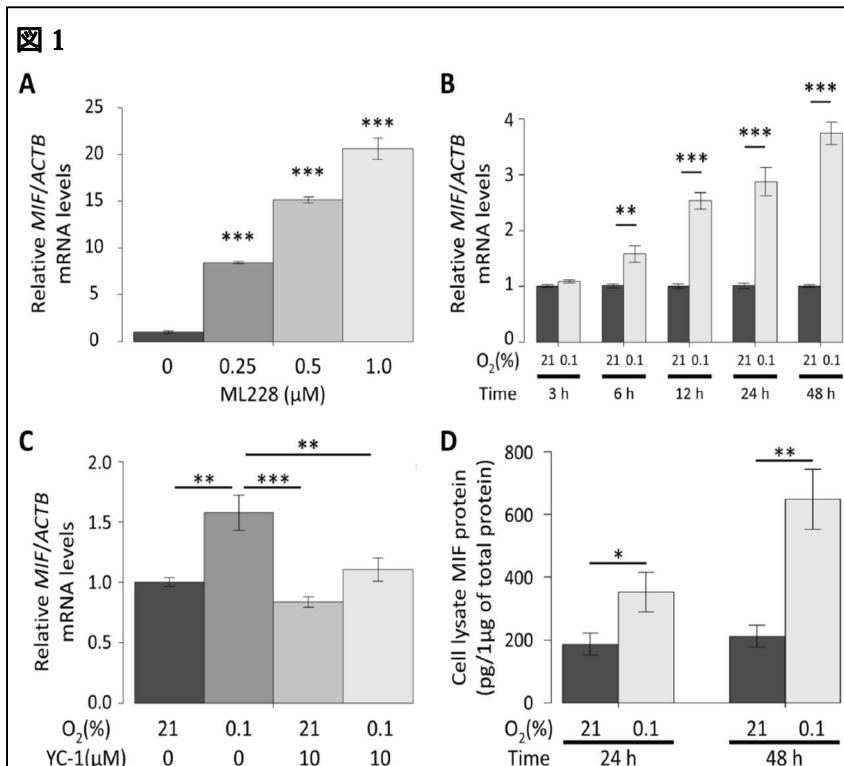 図 1
A
Relative MIF/ACTB
mRNA levels
25
20
15
10
5
0
***
***
***
0 0.25 0.5 1.0
ML228 (μM)
B
Relative MIF/ACTB
mRNA levels
4
3
2
1
0
**
***
***
***
O₂(%) 21 0.1 21 0.1 21 0.1 21 0.1 21 0.1
Time 3 h 6 h 12 h 24 h 48 h
C
Relative MIF/ACTB
mRNA levels
2.0
1.5
1.0
0.5
0.0
**
** ***
O₂(%) 21 0.1 21 0.1
YC-1(μM) 0 0 10 10
D
Cell lysate MIF protein
(pg/1μg of total protein)
800
600
400
200
0
*
**
O₂(%) 21 0.1 21 0.1
Time 24 h 48 h